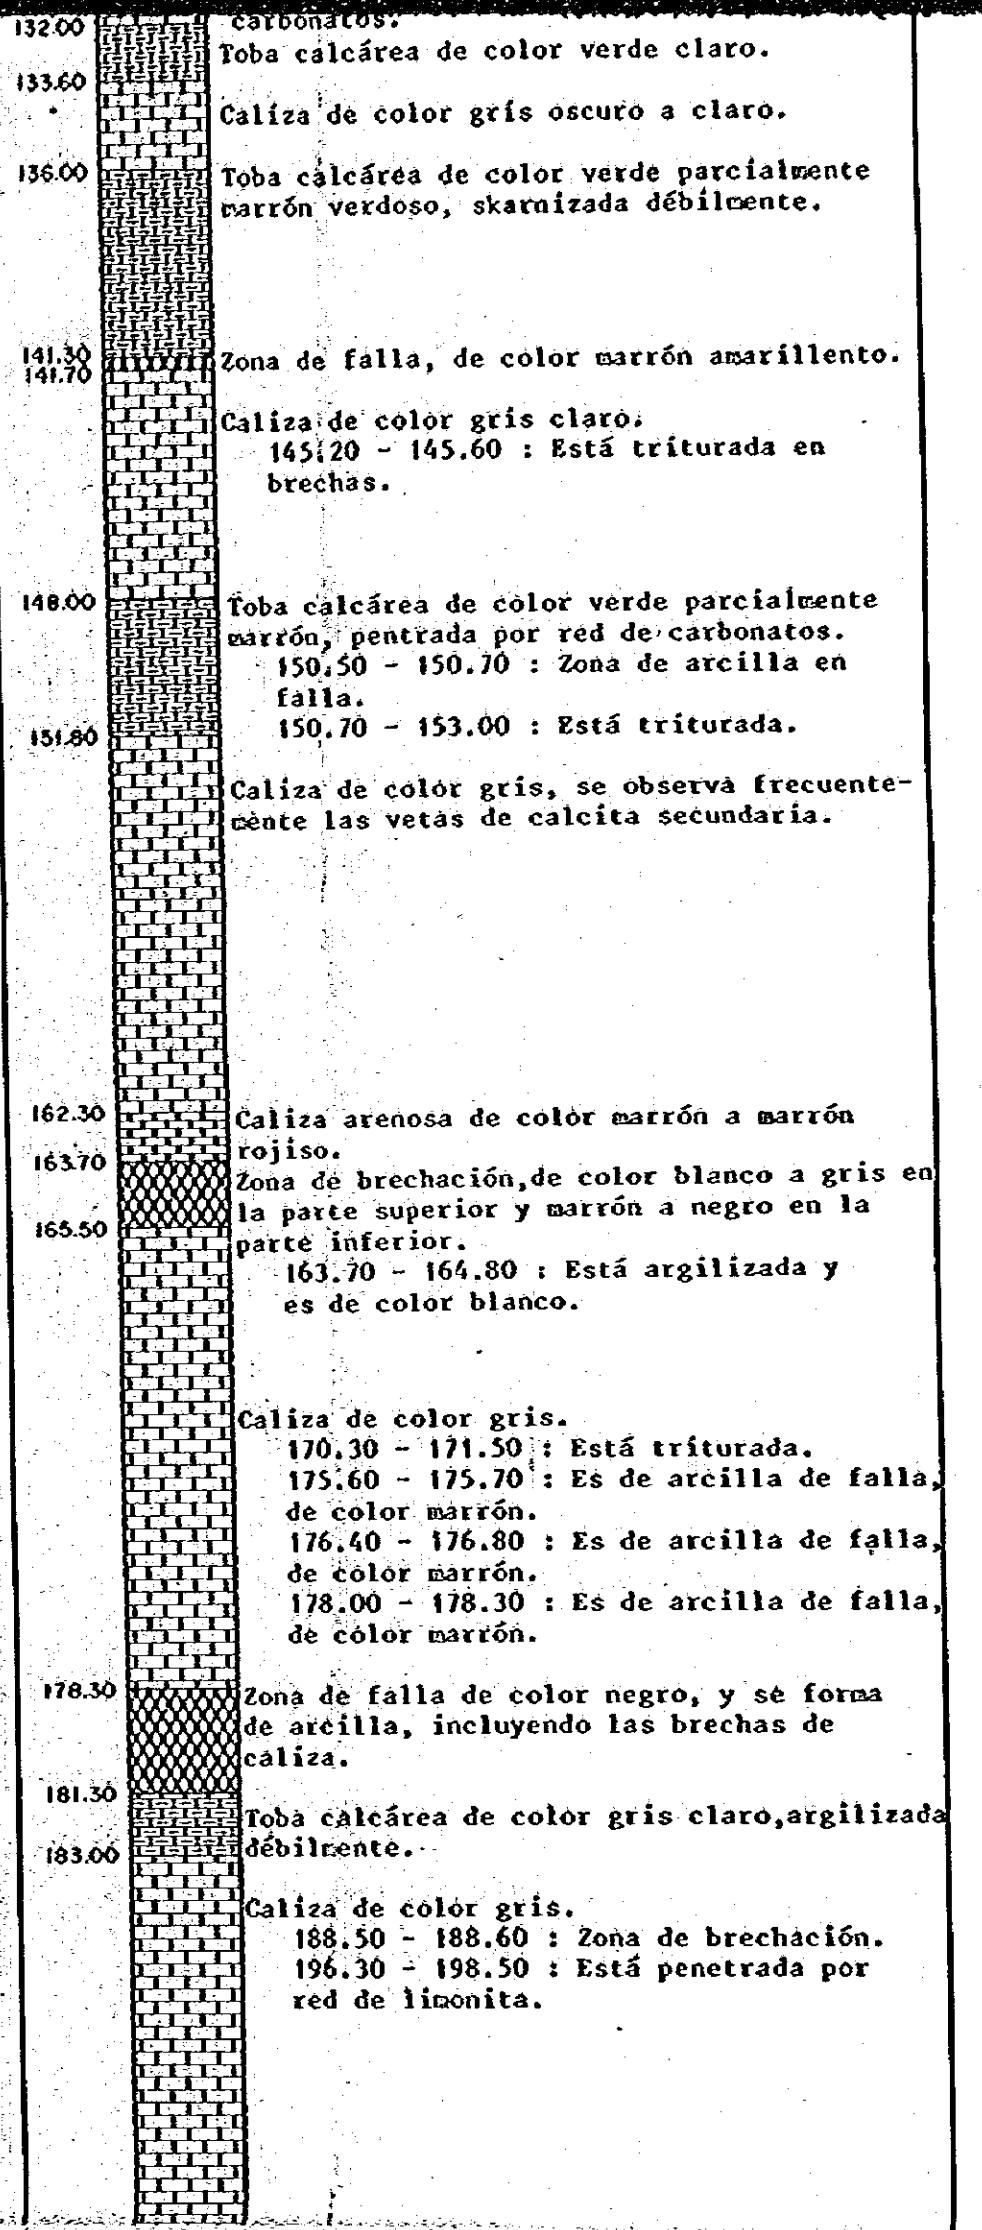 132.00 carbonatos.
Toba calcárea de color verde claro.
133.60
Caliza de color gris oscuro a claro.
136.00 Toba calcárea de color verde parcialmente
marrón verdoso, skarnizada débilmente.
141.30 Zona de falla, de color marrón amarillento.
141.70
Caliza de color gris claro.
145.20 - 145.60 : Está triturada en
brechas.
148.00 Toba calcárea de color verde parcialmente
marrón, pentrada por red de carbonatos.
150.50 - 150.70 : Zona de arcilla en
falla.
150.70 - 153.00 : Está triturada.
151.80
Caliza de color gris, se observa frecuente-
mente las vetas de calcita secundaria.
162.30 Caliza arenosa de color marrón a marrón
rojiso.
163.70
Zona de brechación,de color blanco a gris en
la parte superior y marrón a negro en la
165.50 parte inferior.
163.70 - 164.80 : Está argilizada y
es de color blanco.
Caliza de color gris.
170.30 - 171.50 : Está triturada.
175.60 - 175.70 : Es de arcilla de falla,
de color marrón.
176.40 - 176.80 : Es de arcilla de falla,
de color marrón.
178.00 - 178.30 : Es de arcilla de falla,
de color marrón.
178.30 Zona de falla de color negro, y se forma
de arcilla, incluyendo las brechas de
caliza.
181.30
Toba calcárea de color gris claro,argilizada
183.00 débilmente.
Caliza de color gris.
188.50 - 188.60 : Zona de brechación.
196.30 - 198.50 : Está penetrada por
red de limonita.